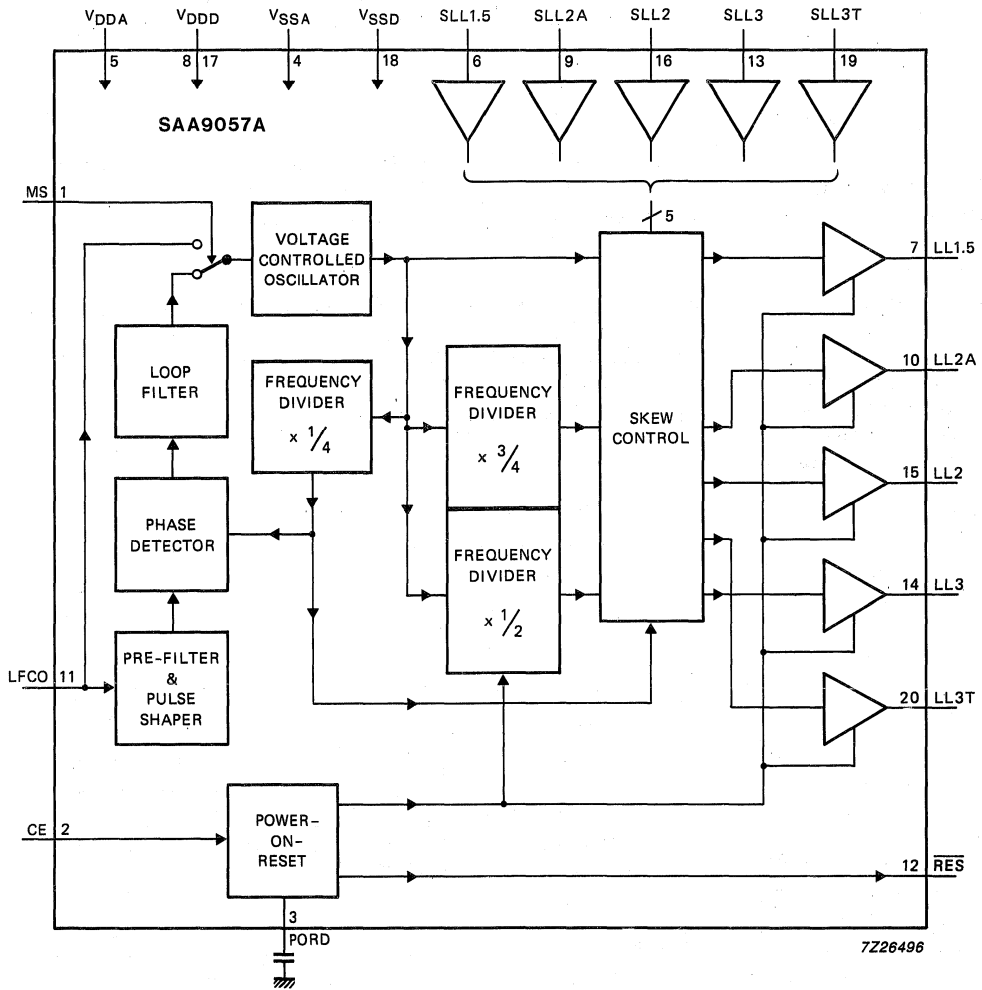 VDDA VDDD VSSA VSSD SLL1.5 SLL2A SLL2 SLL3 SLL3T
5 8 17 4 18 6 9 16 13 19
SAA9057A
MS 1
5
VOLTAGE
CONTROLLED
OSCILLATOR
7 LL1.5
LOOP
FILTER
FREQUENCY
DIVIDER
x 1/4
FREQUENCY
DIVIDER
x 3/4
SKEW
CONTROL
10 LL2A
15 LL2
PHASE
DETECTOR
FREQUENCY
DIVIDER
x 1/2
14 LL3
LFCO 11
PRE-FILTER
&
PULSE
SHAPER
20 LL3T
CE 2
POWER-
ON-
RESET
12 RES
3
PORD
7Z26496